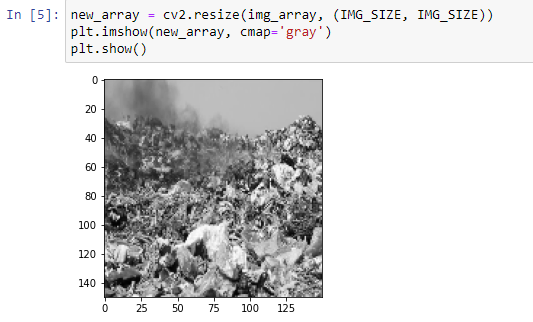 In [5]: new_array = cv2.resize(img_array, (IMG_SIZE, IMG_SIZE))
plt.imshow(new_array, cmap='gray')
plt.show()
0
20
40
60
80
100
120
140
0 25 50 75 100 125